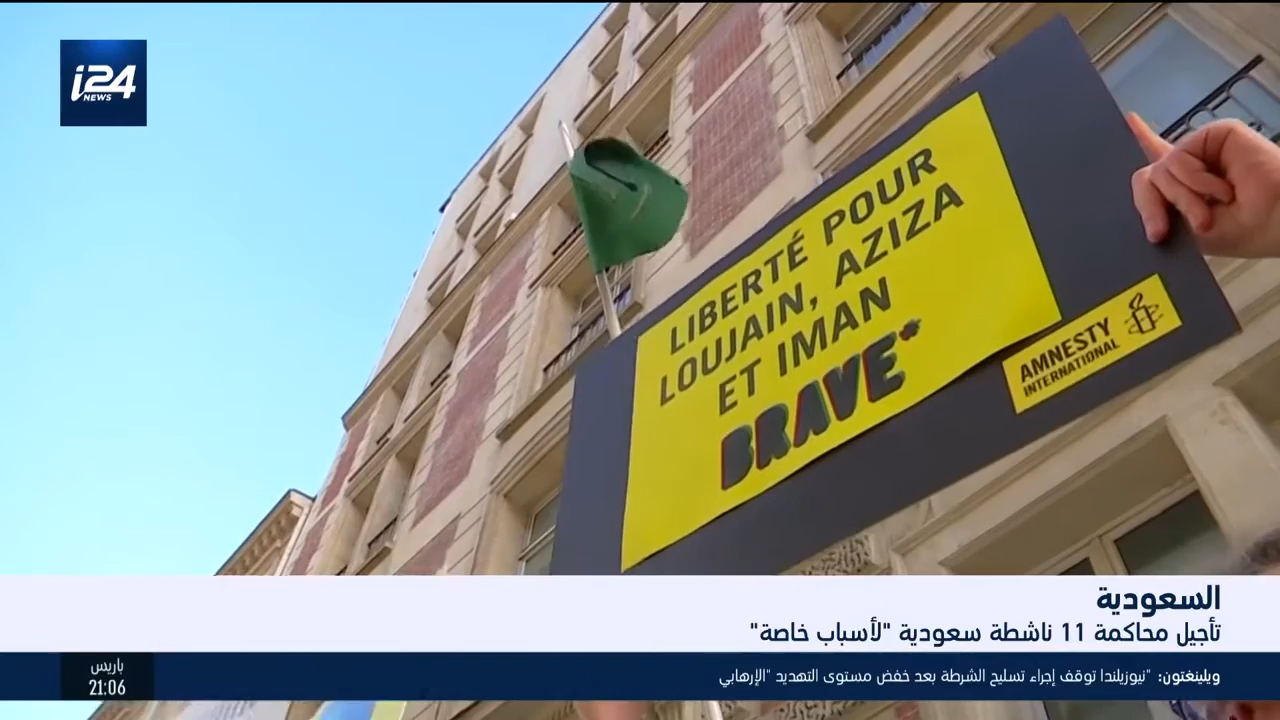 i24
NEWS
LIBERTÉ POUR
LOUJAIN, AZIZA
ET IMAN
BRAVE*
AMNESTY
INTERNATIONAL
السعودية
تأجيل محاكمة 11 ناشطة سعودية "لأسباب خاصة"
ويلينغتون: "نيوزيلندا توقف إجراء تسليح الشرطة بعد خفض مستوى التهديد "الإرهابي
باريس
21:06